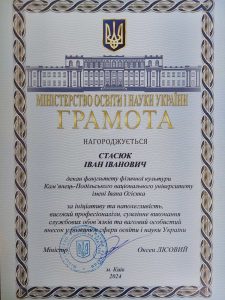 МІНІСТЕРСТВО ОСВІТИ І НАУКИ УКРАЇНИ
ГРАМОТА
НАГОРОДЖУЄТЬСЯ
СТАСЮК
ІВАН ІВАНОВИЧ
декан факультету фізичної культури
Кам'янець-Подільського національного університету
імені Івана Огієнка
за ініціативу та наполегливість,
високий професіоналізм, сумлінне виконання
службових обов'язків та вагомий особистий
внесок у розвиток сфери освіти і науки України
Міністр
Оксен ЛІСОВИЙ
м. Київ
2024